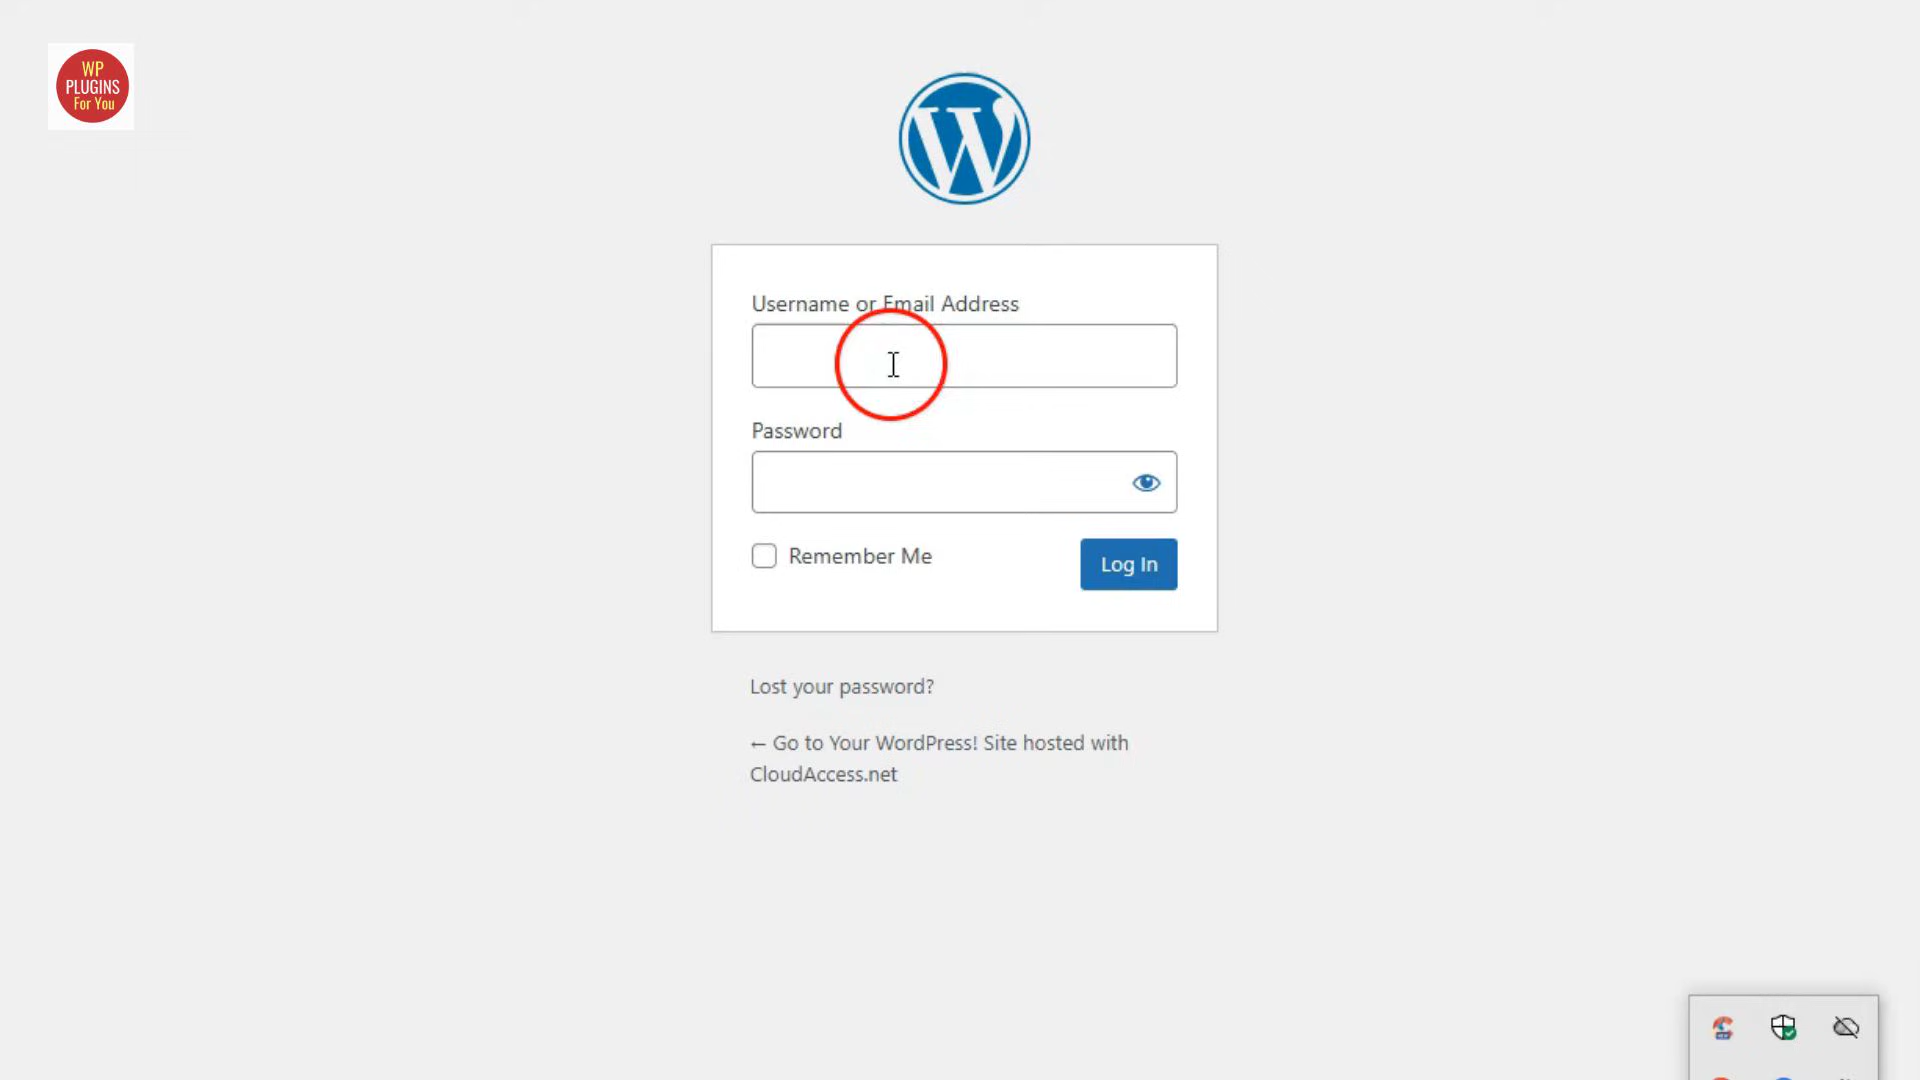 WP
PLUGINS
For You
Username or Email Address
Password
Remember Me
Log In
Lost your password?
← Go to Your WordPress! Site hosted with
CloudAccess.net